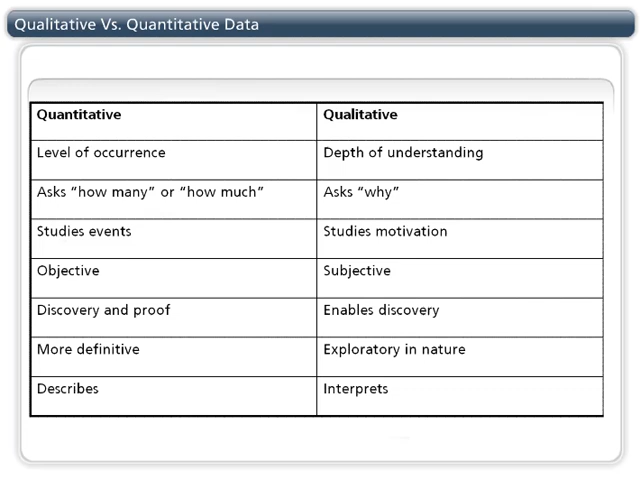 Qualitative Vs. Quantitative Data
Quantitative Qualitative
Level of occurrence Depth of understanding
Asks “how many” or “how much” Asks “why”
Studies events Studies motivation
Objective Subjective
Discovery and proof Enables discovery
More definitive Exploratory in nature
Describes Interprets